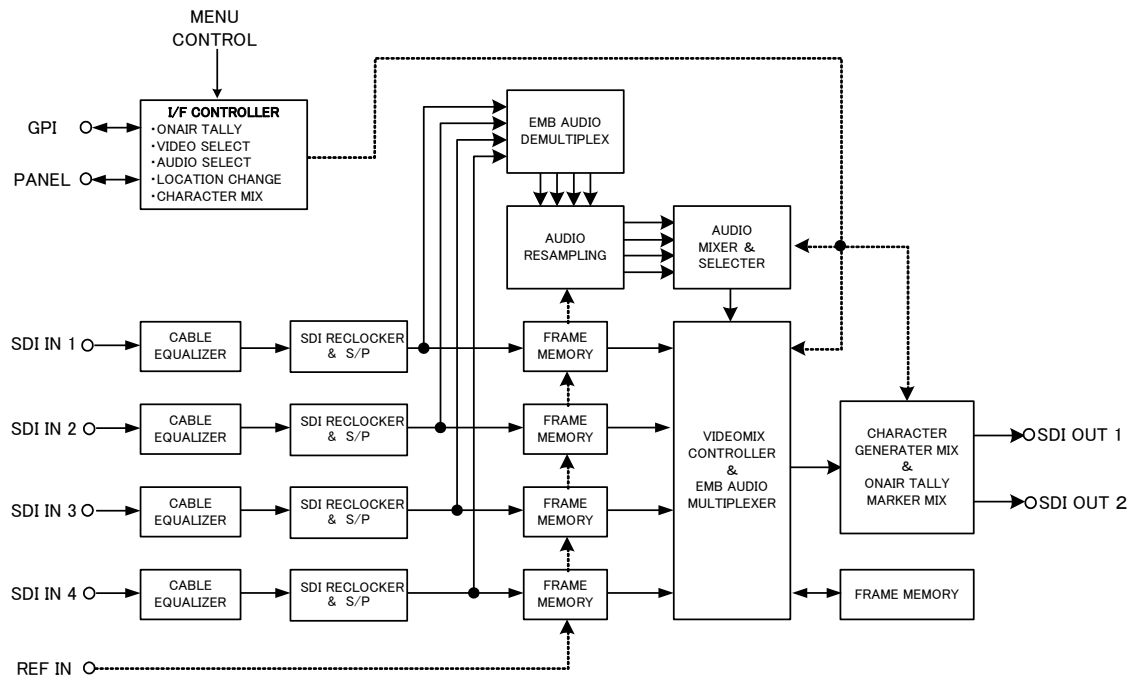 MENU
CONTROL
I/F CONTROLLER
・ONAIR TALLY
・VIDEO SELECT
・AUDIO SELECT
・LOCATION CHANGE
・CHARACTER MIX
GPI
PANEL
EMB AUDIO
DEMULTIPLEX
AUDIO
RESAMPLING
AUDIO
MIXER &
SELECTER
SDI IN 1
CABLE
EQUALIZER
SDI RECLOCKER
& S/P
FRAME
MEMORY
SDI IN 2
CABLE
EQUALIZER
SDI RECLOCKER
& S/P
FRAME
MEMORY
SDI IN 3
CABLE
EQUALIZER
SDI RECLOCKER
& S/P
FRAME
MEMORY
SDI IN 4
CABLE
EQUALIZER
SDI RECLOCKER
& S/P
FRAME
MEMORY
VIDEOMIX
CONTROLLER
&
EMB AUDIO
MULTIPLEXER
CHARACTER
GENERATER MIX
&
ONAIR TALLY
MARKER MIX
SDI OUT 1
SDI OUT 2
FRAME MEMORY
REF IN